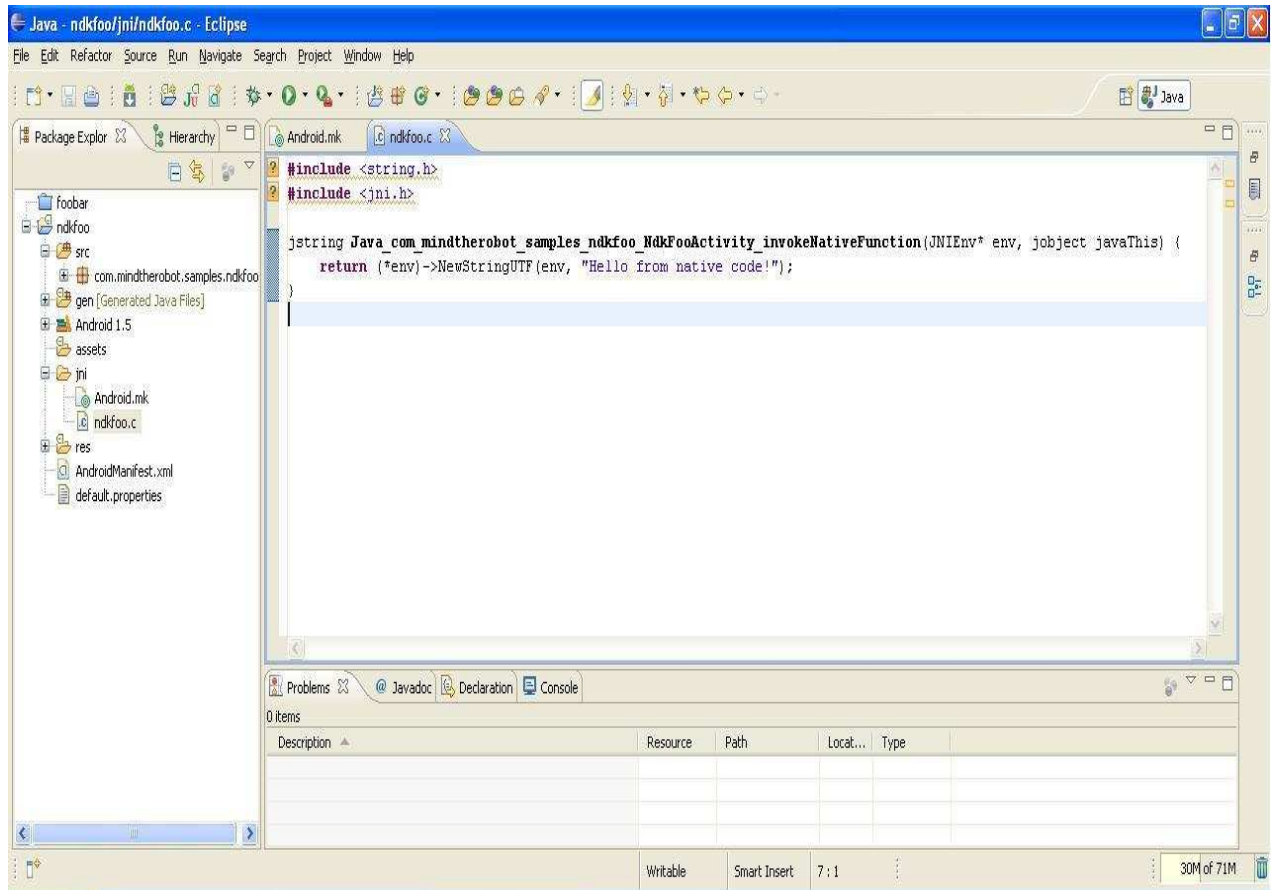 Java - ndkfoo/jni/ndkfoo.c - Eclipse
File Edit Refactor Source Run Navigate Search Project Window Help
Java
Package Explor
Hierarchy
foobar
ndkfoo
src
com.mindtherobot.samples.ndkfoo
gen [Generated Java Files]
Android 1.5
assets
jni
Android.mk
ndkfoo.c
res
AndroidManifest.xml
default.properties
Android.mk
ndkfoo.c
#include <string.h>
#include <jni.h>
jstring Java_com_mindtherobot_samples_ndkfoo_NdkFooActivity_invokeNativeFunction(JNIEnv* env, jobject javaThis) {
return (*env)->NewStringUTF(env, "Hello from native code!");
}
Problems @ Javadoc Declaration Console
0 items
Description Resource Path Locat... Type
Writable Smart Insert 7 : 1 30M of 71M